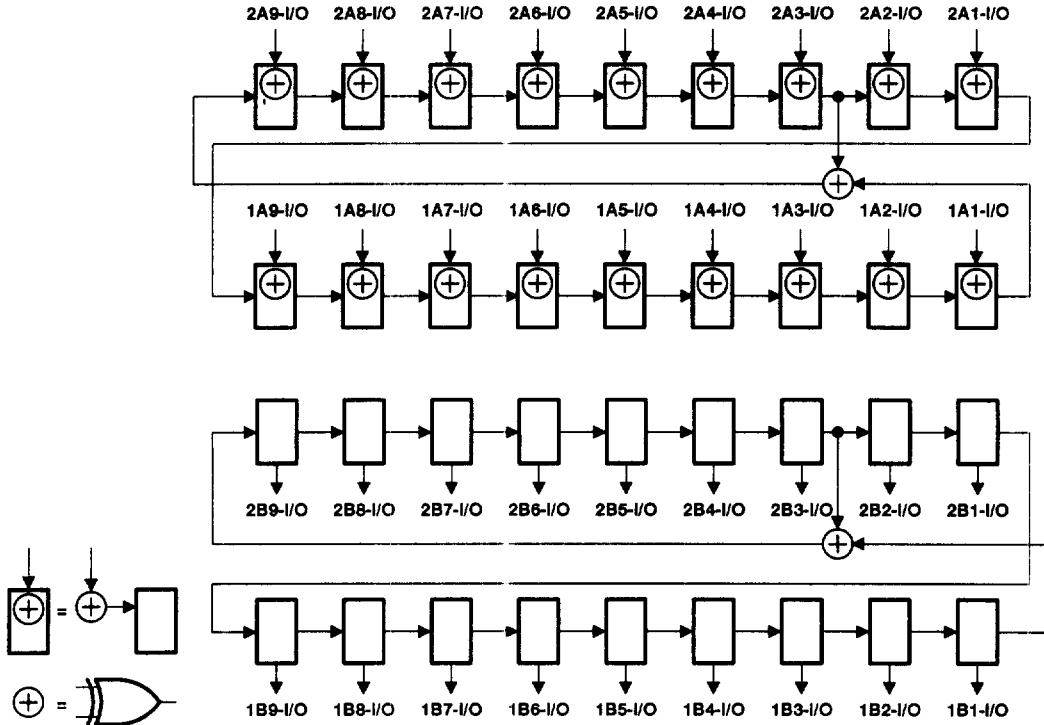 2A9-I/O 2A8-I/O 2A7-I/O 2A6-I/O 2A5-I/O 2A4-I/O 2A3-I/O 2A2-I/O 2A1-I/O
1A9-I/O 1A8-I/O 1A7-I/O 1A6-I/O 1A5-I/O 1A4-I/O 1A3-I/O 1A2-I/O 1A1-I/O
2B9-I/O 2B8-I/O 2B7-I/O 2B6-I/O 2B5-I/O 2B4-I/O 2B3-I/O 2B2-I/O 2B1-I/O
=
=
1B9-I/O 1B8-I/O 1B7-I/O 1B6-I/O 1B5-I/O 1B4-I/O 1B3-I/O 1B2-I/O 1B1-I/O